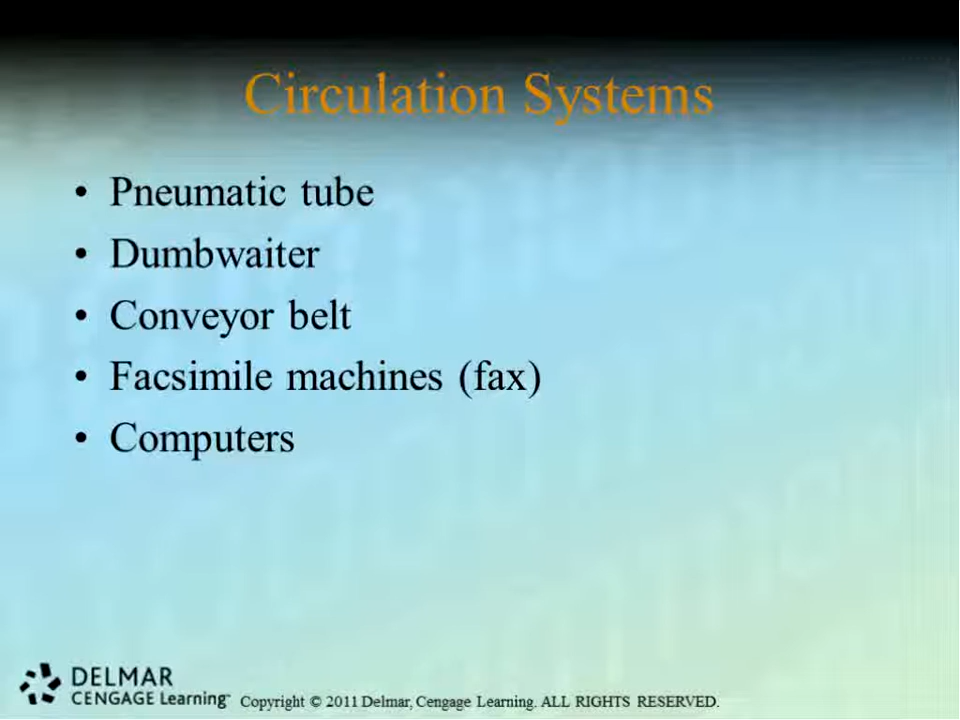 Circulation Systems
• Pneumatic tube
• Dumbwaiter
• Conveyor belt
• Facsimile machines (fax)
• Computers
DELMAR
CENGAGE Learning™ Copyright © 2011 Delmar, Cengage Learning. ALL RIGHTS RESERVED.